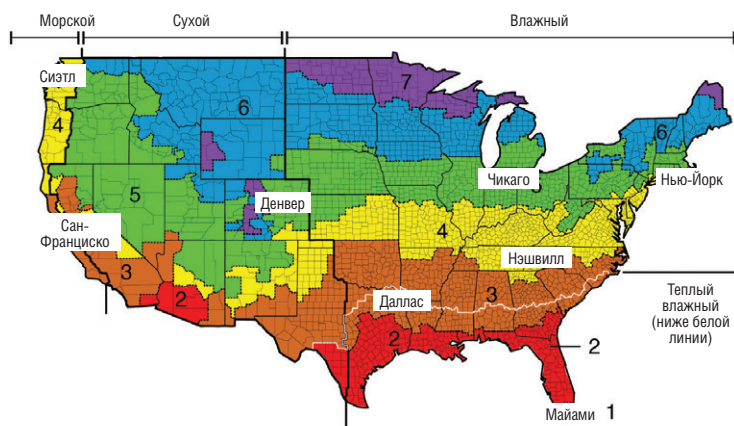 Морской
Сухой
Влажный
Сиэтл
7
6
4
6
5
Чикаго
Нью-Йорк
Денвер
Сан-
Франциско
4
Нэшвилл
3
2
Даллас
3
Теплый
влажный
(ниже белой
линии)
2
2
Майами 1